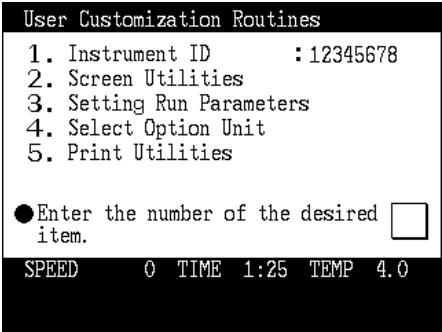 User Customization Routines
1. Instrument ID :12345678
2. Screen Utilities
3. Setting Run Parameters
4. Select Option Unit
5. Print Utilities
●Enter the number of the desired
item.
SPEED 0 TIME 1:25 TEMP 4.0